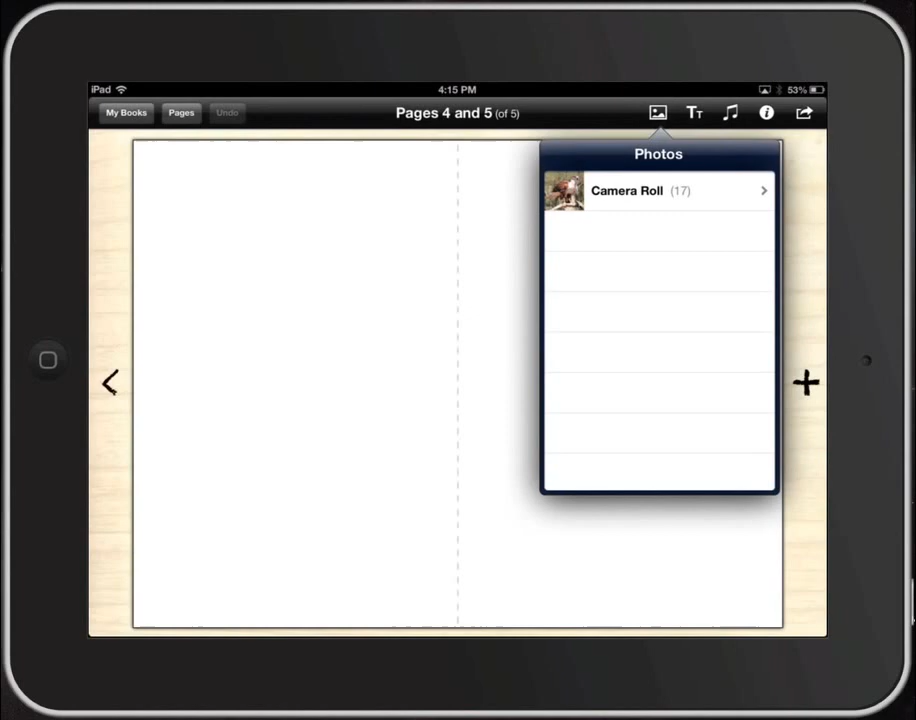 iPad 4:15 PM 53%
My Books Pages Undo Pages 4 and 5 (of 5) TT
Photos
Camera Roll (17)